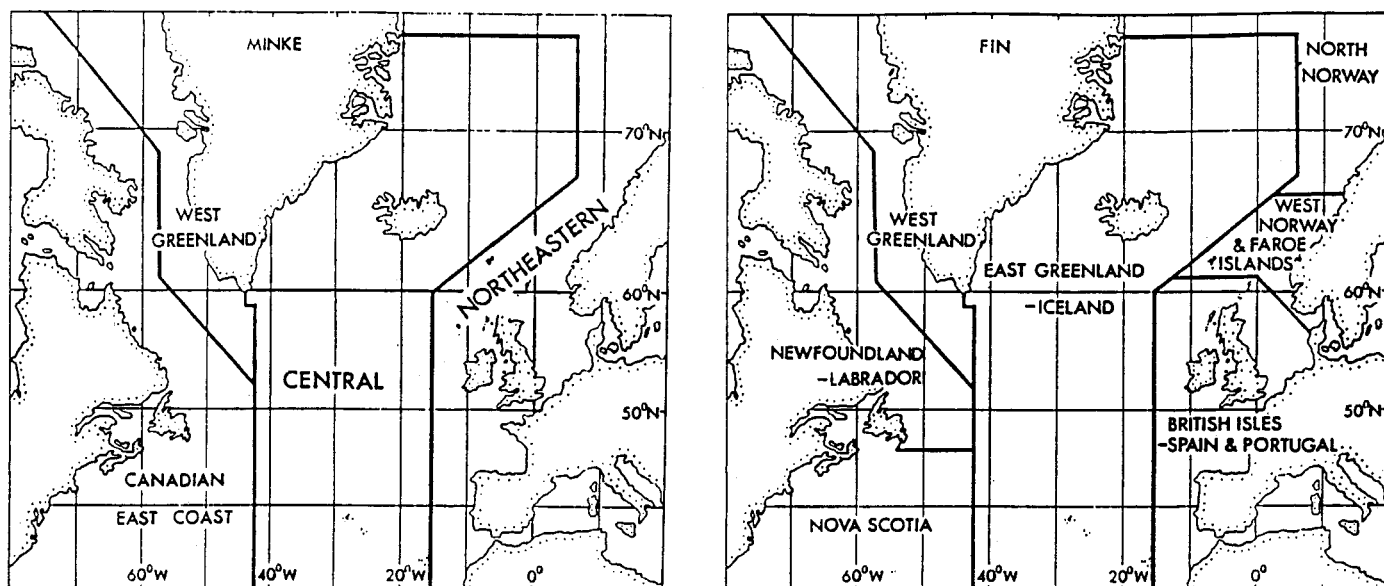 MINKE
70°N
WEST
GREENLAND
NORTHEASTERN
60°N
CENTRAL
50°N
CANADIAN
EAST COAST
60°W
40°W
20°W
0°
FIN
NORTH
NORWAY
70°N
WEST
NORWAY
& FAROE
ISLANDS
WEST
GREENLAND
EAST GREENLAND
-ICELAND
60°N
NEWFOUNDLAND
-LABRADOR
50°N
BRITISH ISLES
-SPAIN & PORTUGAL
NOVA SCOTIA
60°W
40°W
20°W
0°